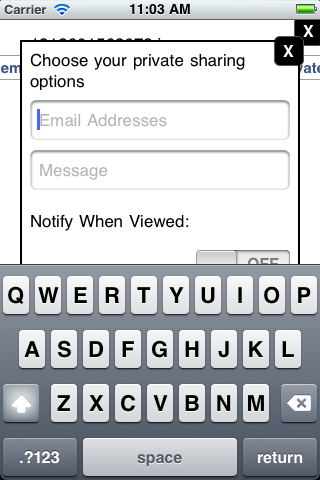 Carrier 11:03 AM
X
X
Choose your private sharing
options
Email Addresses
Message
Notify When Viewed:
OFF
Q W E R T Y U I O P
A S D F G H J K L
Z X C V B N M
.?123 space return